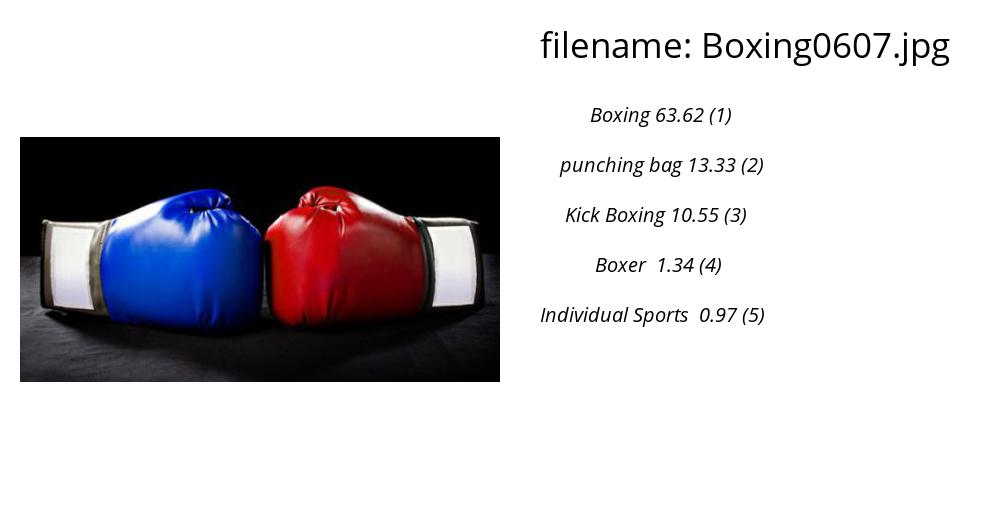 filename: Boxing0607.jpg
Boxing 63.62 (1)
punching bag 13.33 (2)
Kick Boxing 10.55 (3)
Boxer  1.34 (4)
Individual Sports  0.97 (5)